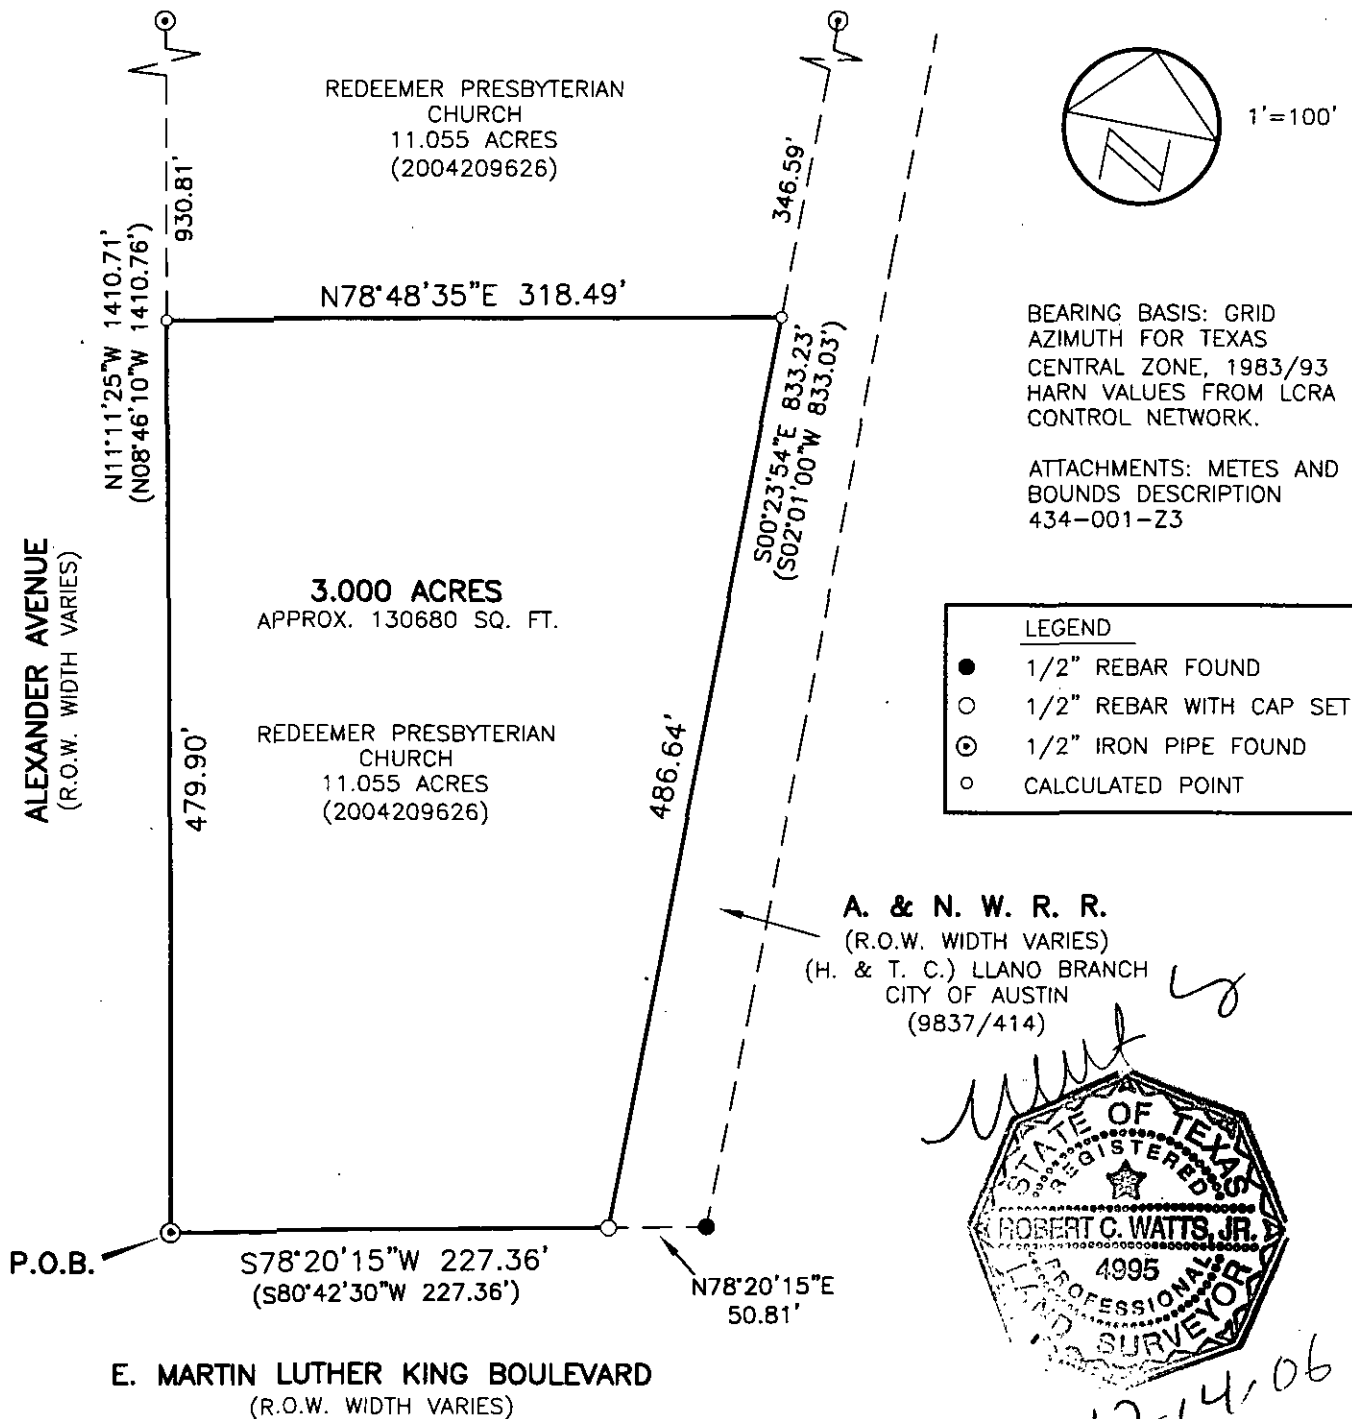 REDEEMER PRESBYTERIAN
CHURCH
11.055 ACRES
(2004209626)
1'=100'
930.81'
346.59'
N11°11'25"W 1410.71'
(N08°46'10"W 1410.76')
N78°48'35"E 318.49'
S00°23'54"E 833.23'
(S02°01'00"W 833.03')
BEARING BASIS: GRID
AZIMUTH FOR TEXAS
CENTRAL ZONE, 1983/93
HARN VALUES FROM LCRA
CONTROL NETWORK.
ATTACHMENTS: METES AND
BOUNDS DESCRIPTION
434-001-Z3
ALEXANDER AVENUE
(R.O.W. WIDTH VARIES)
3.000 ACRES
APPROX. 130680 SQ. FT.
LEGEND
1/2" REBAR FOUND
1/2" REBAR WITH CAP SET
1/2" IRON PIPE FOUND
CALCULATED POINT
479.90'
REDEEMER PRESBYTERIAN
CHURCH
11.055 ACRES
(2004209626)
486.64'
A. & N. W. R. R.
(R.O.W. WIDTH VARIES)
(H. & T. C.) LLANO BRANCH
CITY OF AUSTIN
(9837/414)
STATE OF TEXAS
REGISTERED
ROBERT C. WATTS, JR.
4995
PROFESSIONAL
LAND SURVEYOR
P.O.B.
S78°20'15"W 227.36'
(S80°42'30"W 227.36')
N78°20'15"E
50.81'
E. MARTIN LUTHER KING BOULEVARD
(R.O.W. WIDTH VARIES)
12-14-06